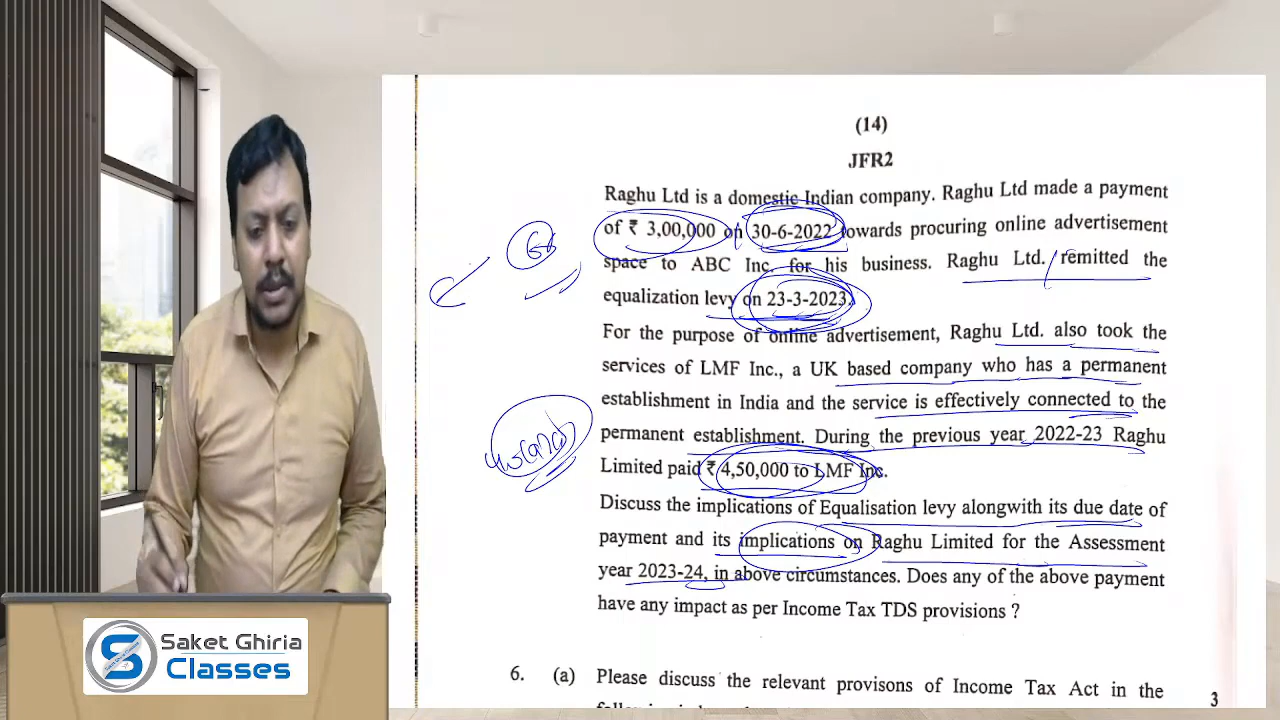 (14)
JFR2
Raghu Ltd is a domestic Indian company. Raghu Ltd made a payment
of ₹ 3,00,000 on 30-6-2022 towards procuring online advertisement
space to ABC Inc. for his business. Raghu Ltd. remitted the
equalization levy on 23-3-2023.
For the purpose of online advertisement, Raghu Ltd. also took the
services of LMF Inc., a UK based company who has a permanent
establishment in India and the service is effectively connected to the
permanent establishment. During the previous year 2022-23 Raghu
Limited paid ₹ 4,50,000 to LMF Inc.
Discuss the implications of Equalisation levy alongwith its due date of
payment and its implications on Raghu Limited for the Assessment
year 2023-24, in above circumstances. Does any of the above payment
have any impact as per Income Tax TDS provisions ?
6. (a) Please discuss the relevant provisons of Income Tax Act in the
3
Saket Ghiria
Classes